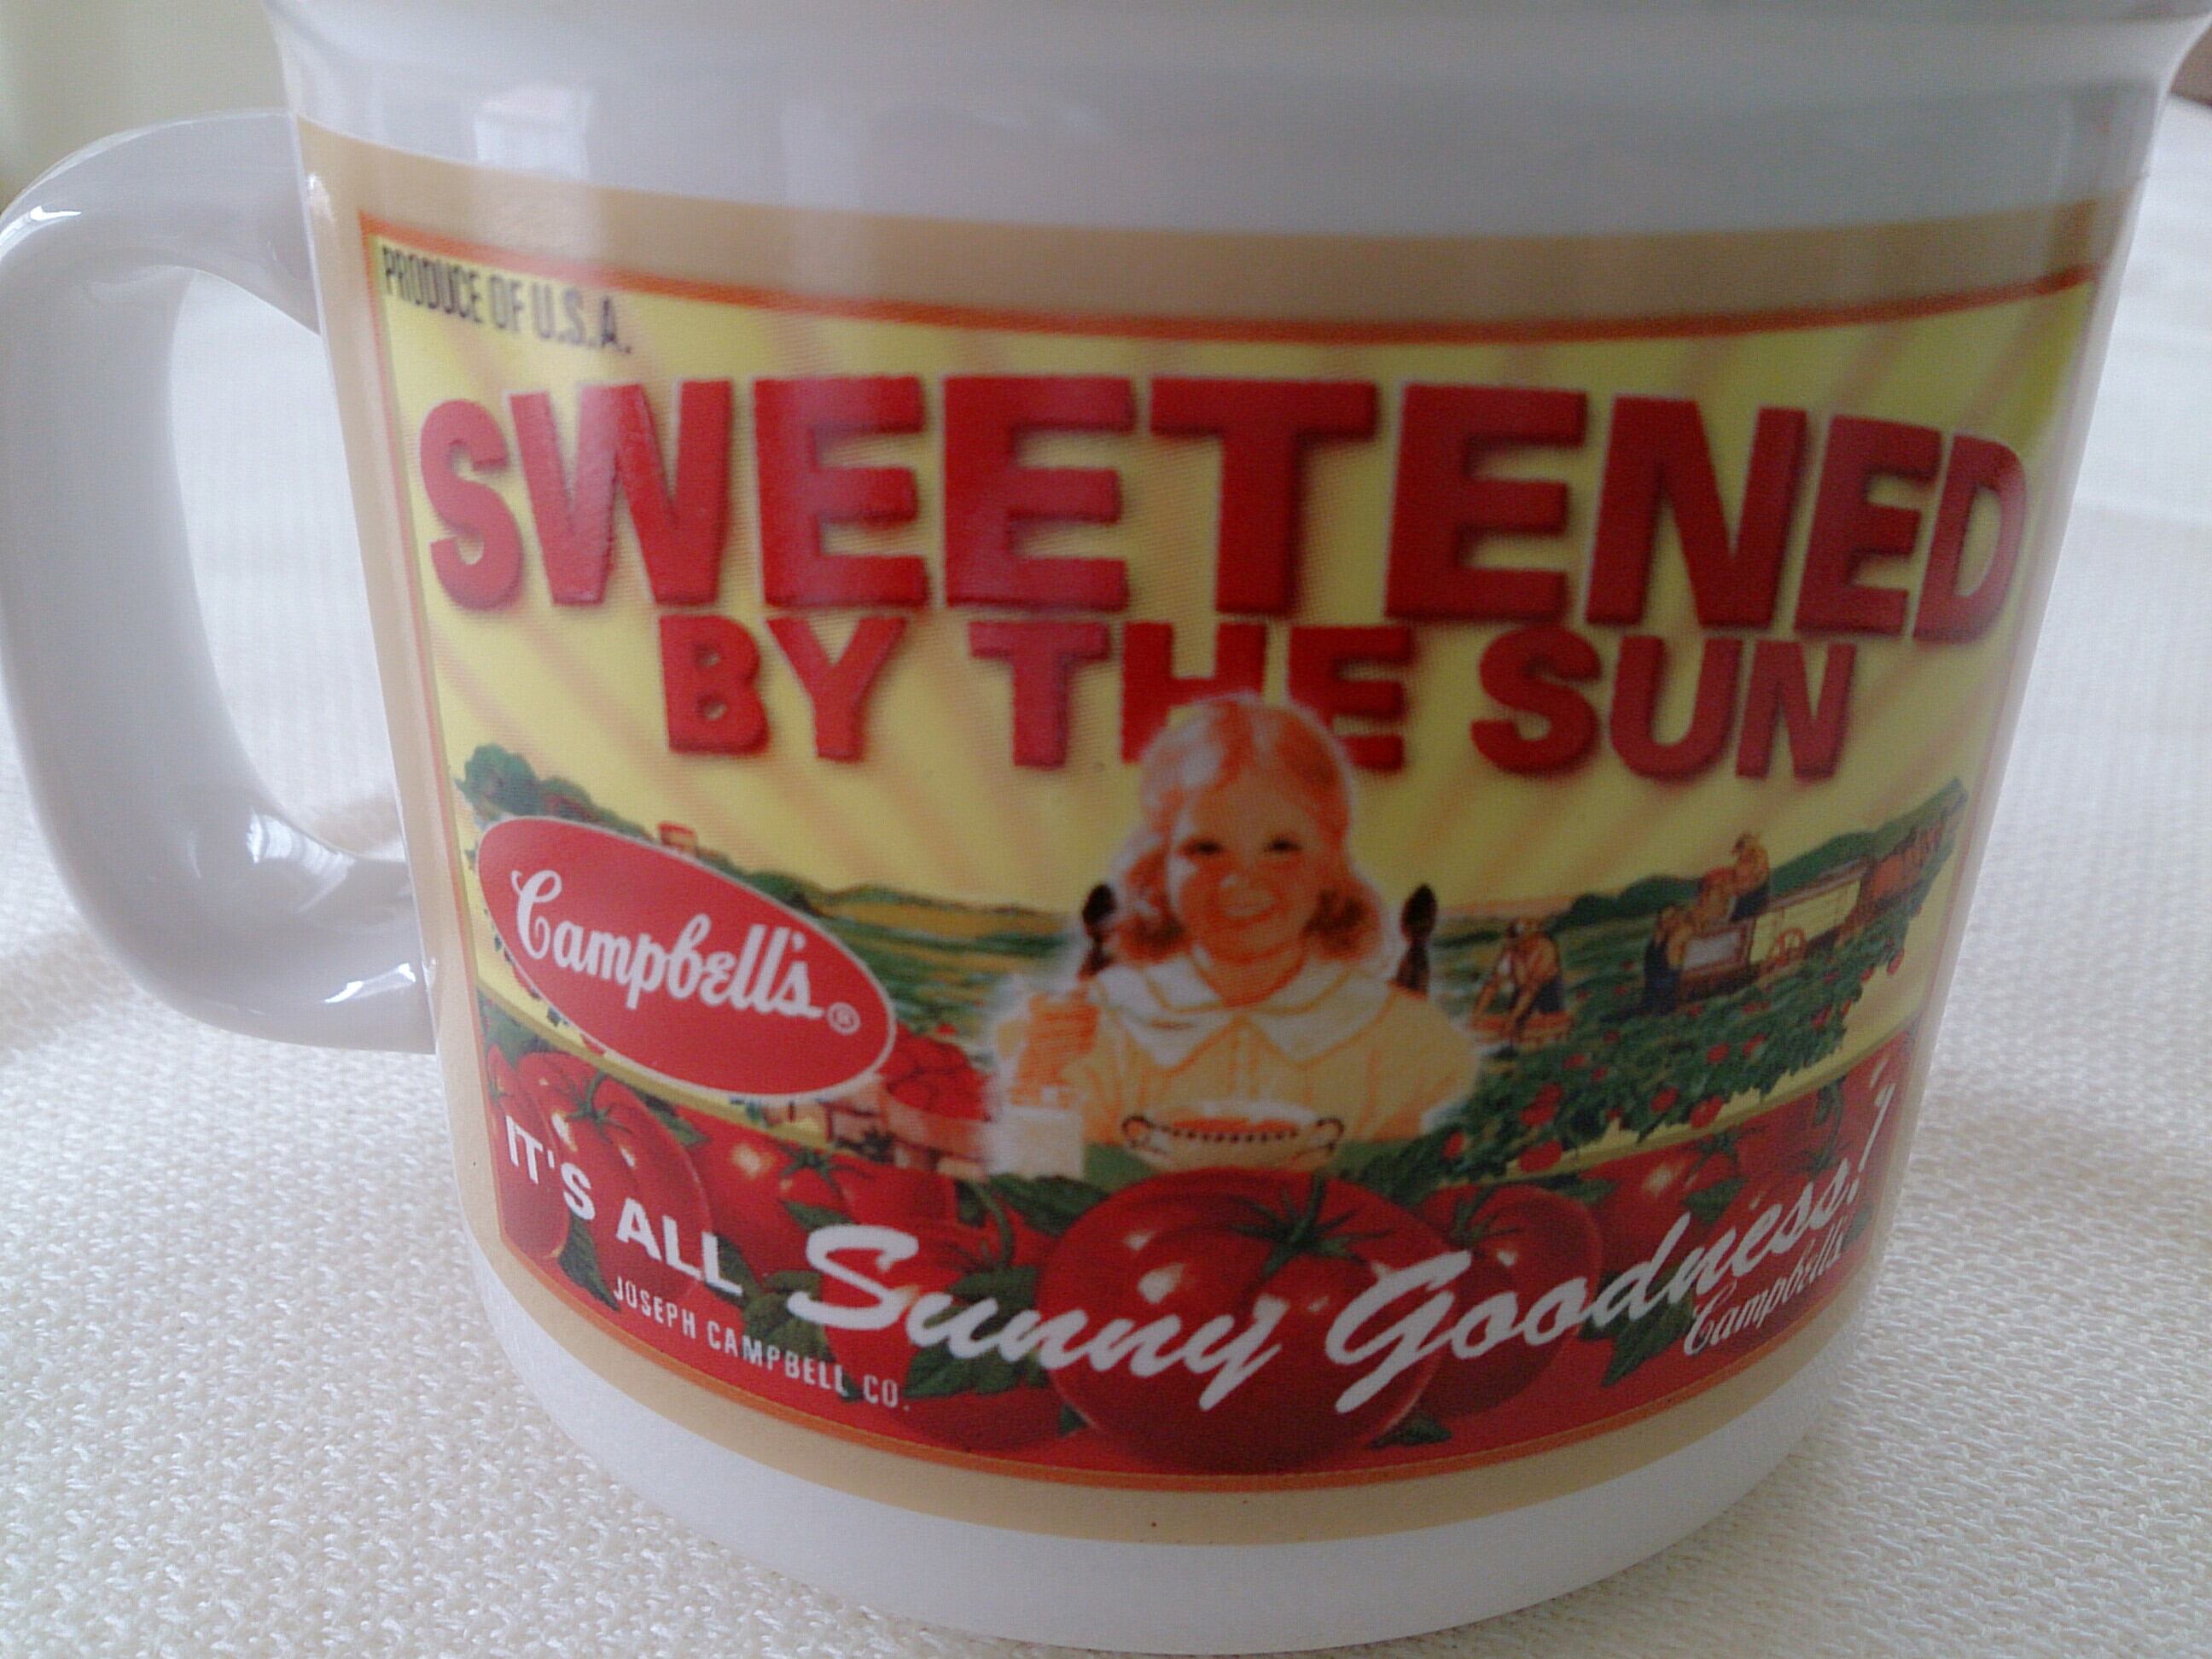 PRODUCE OF U.S.A.
SWEETENED
BY THE SUN
Campbell's®
IT'S ALL Sunny Goodness!
Campbell's
JOSEPH CAMPBELL CO.